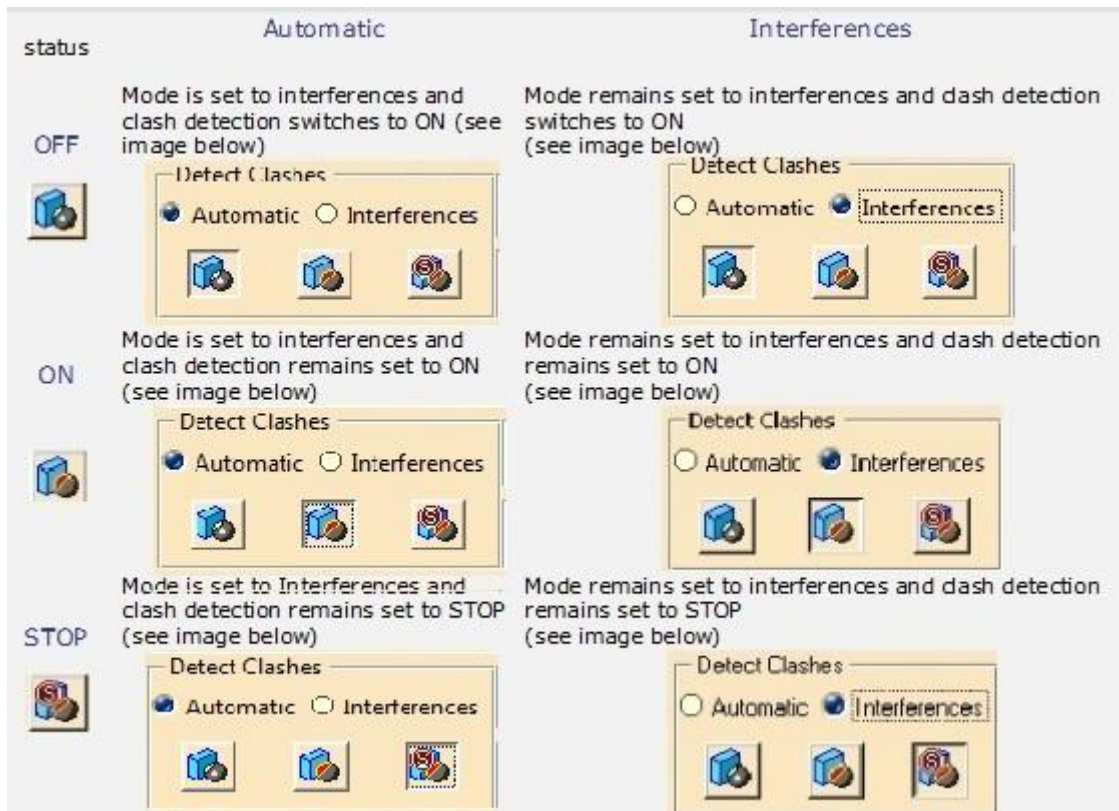 status
Automatic
Interferences
OFF
Mode is set to interferences and
clash detection switches to ON (see
image below)
Detect Clashes
Automatic Interferences
Mode remains set to interferences and clash detection
switches to ON
(see image below)
Detect Clashes
Automatic Interferences
ON
Mode is set to interferences and
clash detection remains set to ON
(see image below)
Detect Clashes
Automatic Interferences
Mode remains set to interferences and clash detection
remains set to ON
(see image below)
Detect Clashes
Automatic Interferences
STOP
Mode is set to Interferences and
clash detection remains set to STOP
(see image below)
Detect Clashes
Automatic Interferences
Mode remains set to interferences and clash detection
remains set to STOP
(see image below)
Detect Clashes
Automatic Interferences